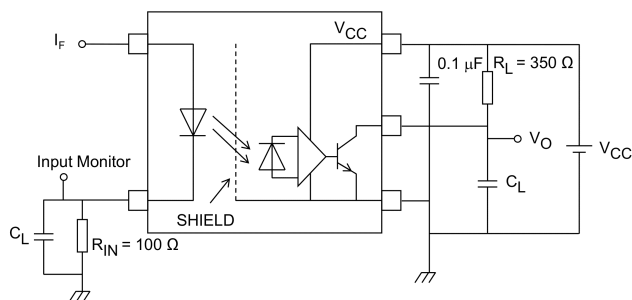 I_F
V_CC
0.1 μF
R_L = 350 Ω
V_O
V_CC
Input Monitor
SHIELD
C_L
C_L
R_IN = 100 Ω